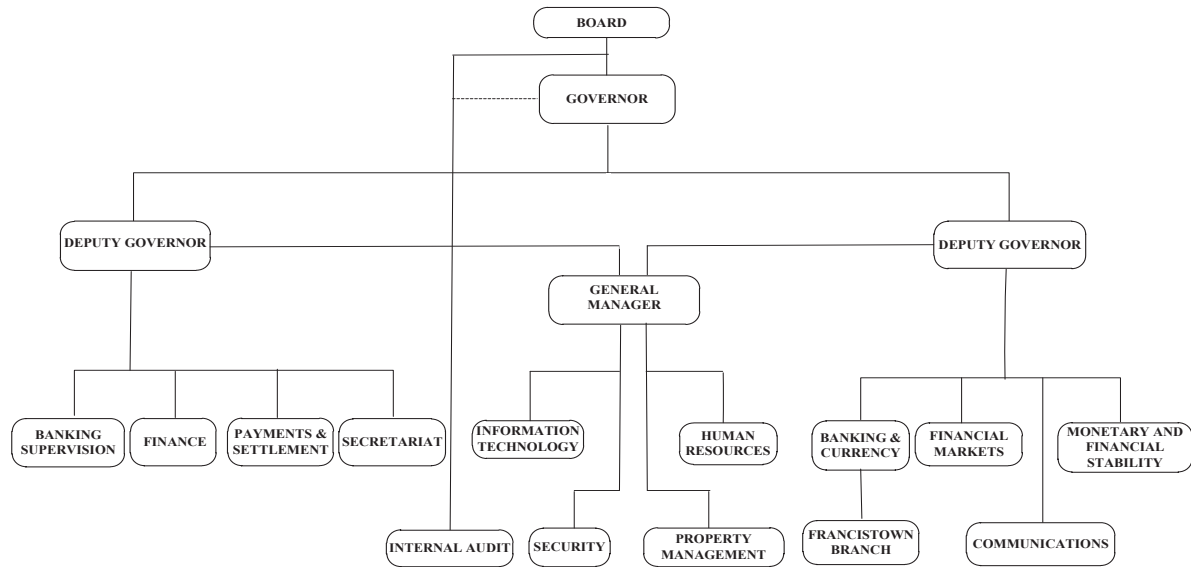 BOARD
GOVERNOR
DEPUTY GOVERNOR
DEPUTY GOVERNOR
GENERAL
MANAGER
BANKING
SUPERVISION
FINANCE
PAYMENTS &
SETTLEMENT
SECRETARIAT
INFORMATION
TECHNOLOGY
HUMAN
RESOURCES
BANKING &
CURRENCY
FINANCIAL
MARKETS
MONETARY AND
FINANCIAL
STABILITY
INTERNAL AUDIT
SECURITY
PROPERTY
MANAGEMENT
FRANCISTOWN
BRANCH
COMMUNICATIONS